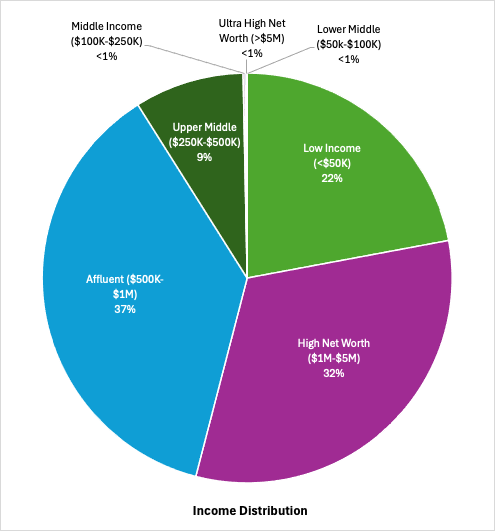 Middle Income
($100K-$250K)
<1%
Ultra High Net
Worth (>$5M)
<1%
Lower Middle
($50k-$100K)
<1%
Upper Middle
($250K-$500K)
9%
Low Income
(<$50K)
22%
Affluent ($500K-
$1M)
37%
High Net Worth
($1M-$5M)
32%
Income Distribution